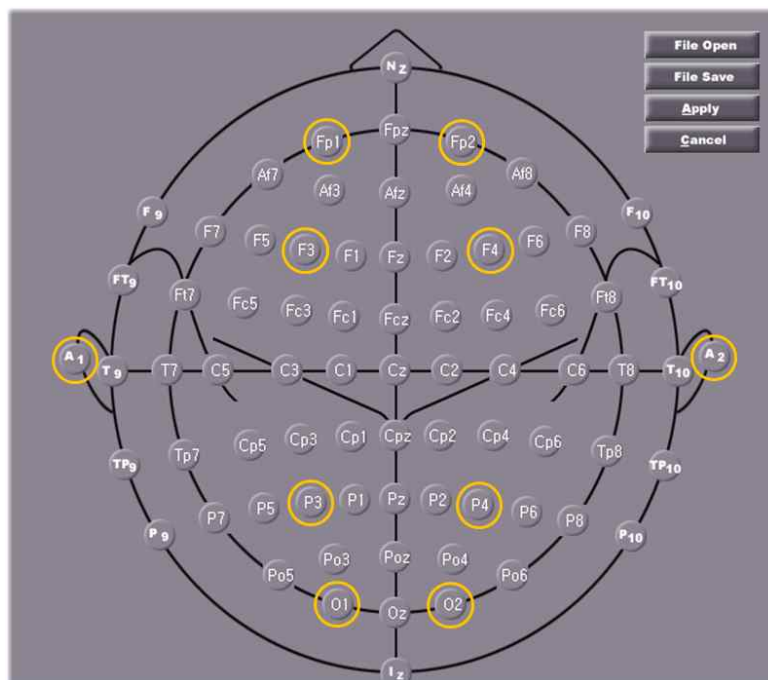 File Open
File Save
Apply
Cancel
Nz
Fp1 Fpz Fp2
Af7 Af3 Afz Af4 Af8
F9 F7 F5 F3 F1 Fz F2 F4 F6 F8 F10
FT9 Ft7 Fc5 Fc3 Fc1 Fcz Fc2 Fc4 Fc6 Ft8 FT10
A1 T9 T7 C5 C3 C1 Cz C2 C4 C6 T8 T10 A2
TP9 Tp7 Cp5 Cp3 Cp1 Cpz Cp2 Cp4 Cp6 Tp8 TP10
P9 P7 P5 P3 P1 Pz P2 P4 P6 P8 P10
Po5 Po3 Poz Po4 Po6
O1 Oz O2
Iz